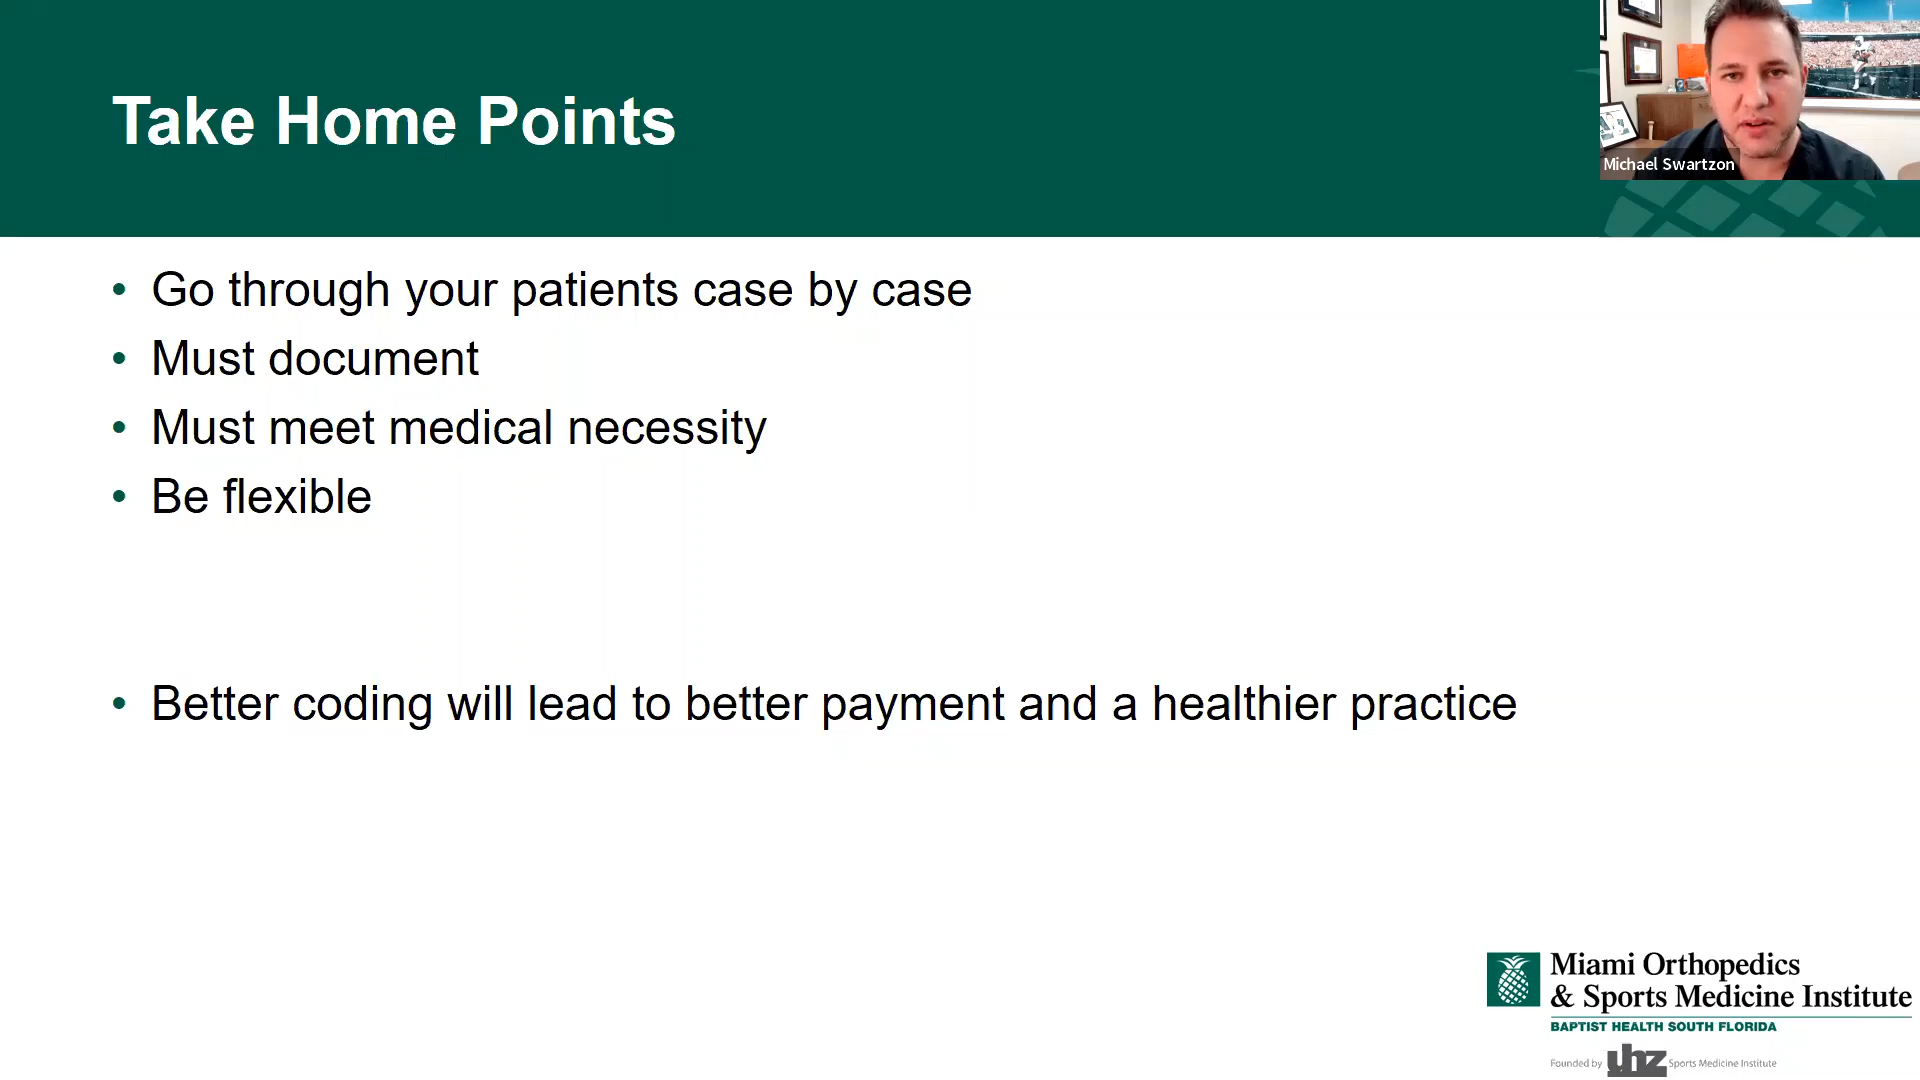 Take Home Points
Michael Swartzon
• Go through your patients case by case
• Must document
• Must meet medical necessity
• Be flexible
• Better coding will lead to better payment and a healthier practice
Miami Orthopedics
& Sports Medicine Institute
BAPTIST HEALTH SOUTH FLORIDA
Founded by uhz Sports Medicine Institute